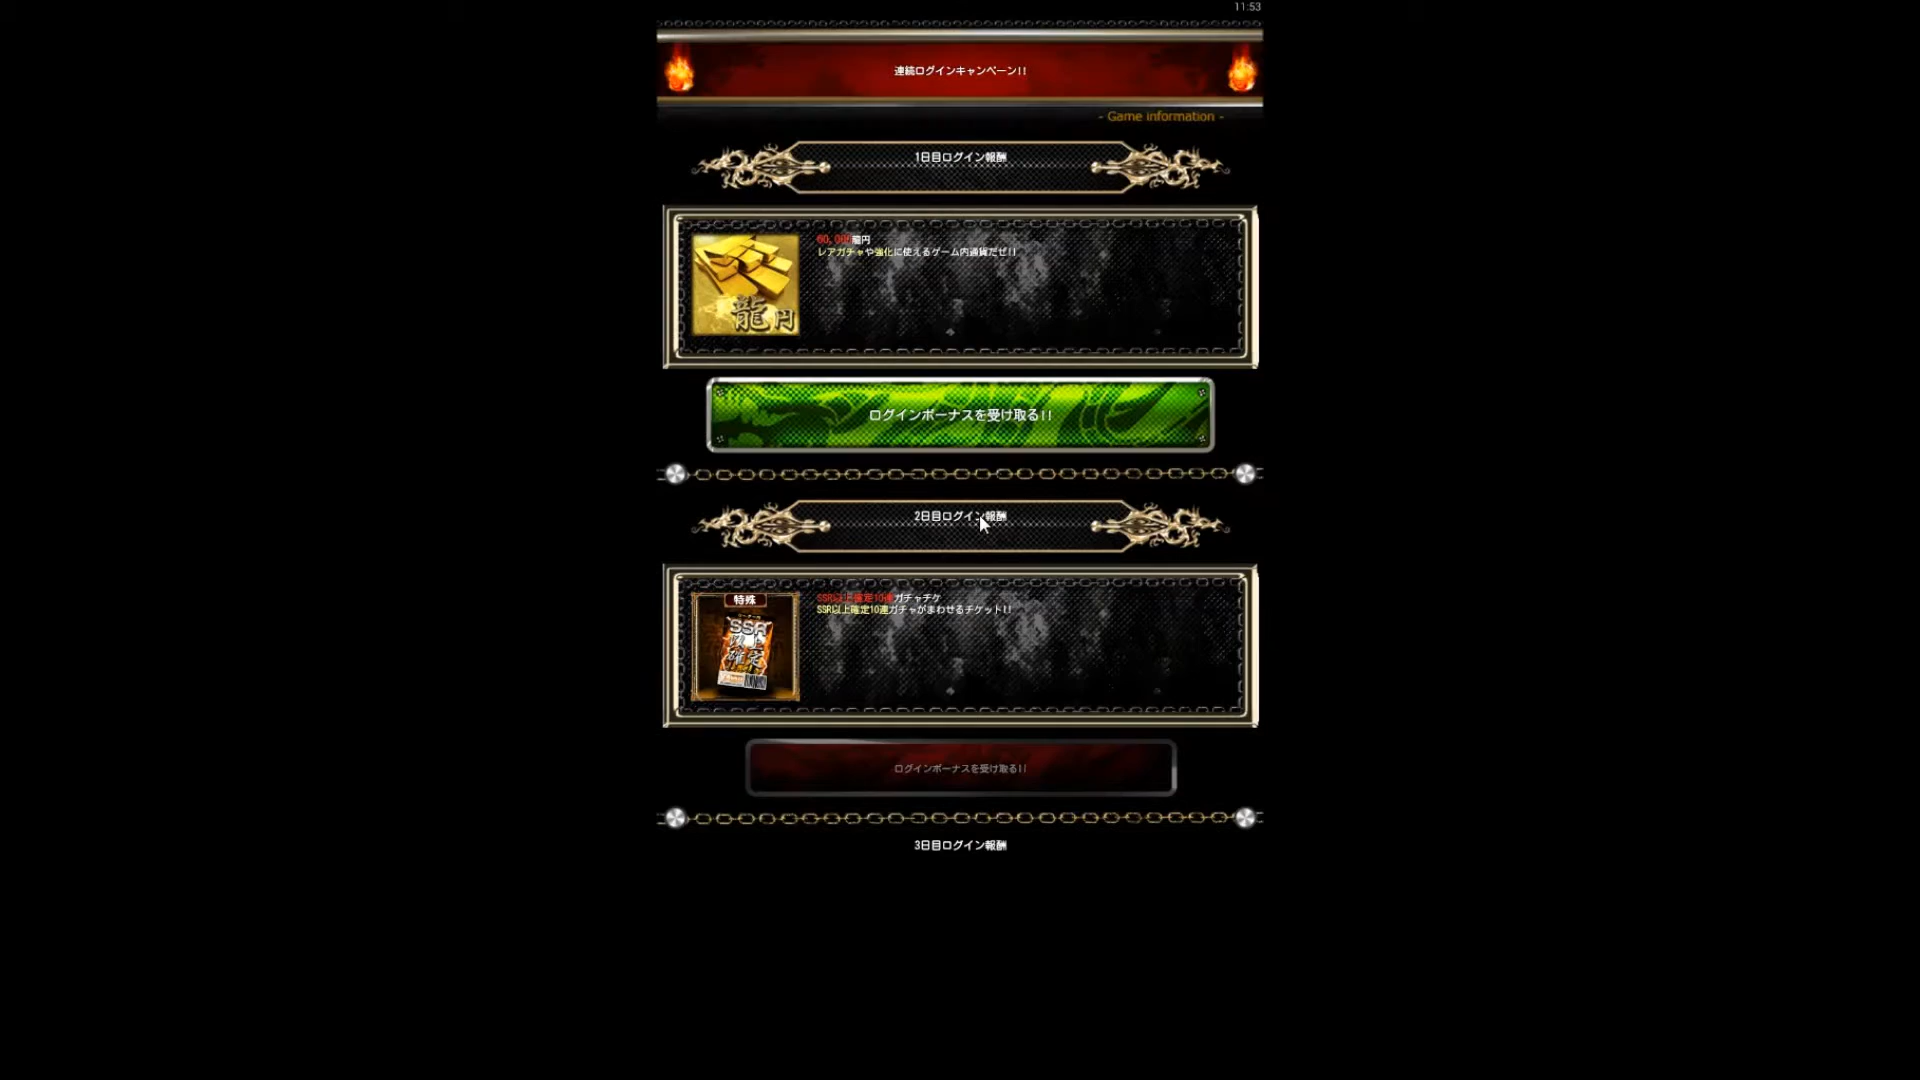 11:53
連続ログインキャンペーン!!
- Game information -
1日目ログイン報酬
龍円
レアガチャや強化に使えるゲーム内通貨だぜ!!
龍円
ログインボーナスを受け取る!!
2日目ログイン報酬
特殊
SSR以上確定10連ガチャチケ
SSR以上確定10連ガチャがまわせるチケット!!
SSR
以上
確定
ログインボーナスを受け取る!!
3日目ログイン報酬